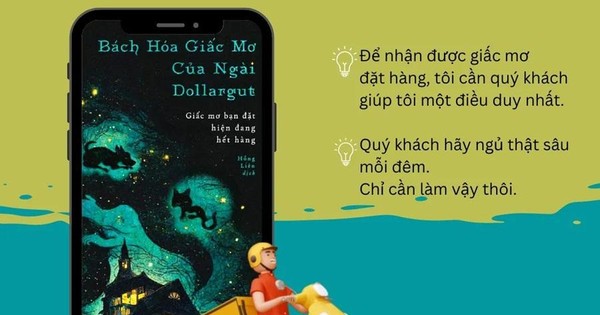 Bách Hóa Giấc Mơ
Của Ngài
Dollargut
Giấc mơ bạn đặt
hiện đang
hết hàng
Hồng
Liên
dịch
Để nhận được giấc mơ
đặt hàng, tôi cần quý khách
giúp tôi một điều duy nhất.
Quý khách hãy ngủ thật sâu
mỗi đêm.
Chỉ cần làm vậy thôi.